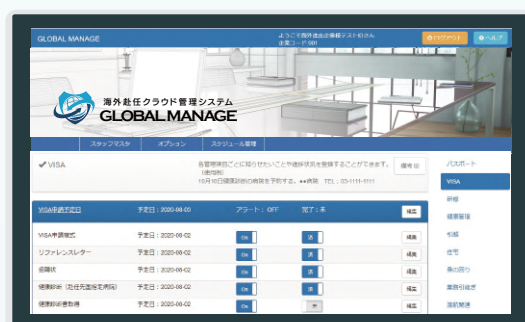 GLOBAL MANAGE
ようこそ海外進出企業様テストIDさん
企業コード:001
ログアウト
ヘルプ
海外赴任クラウド管理システム
GLOBAL MANAGE
スタッフマスタ オプション スケジュール管理
VISA
各管理項目ごとに知らせたいことや進捗状況を登録することができます。
(使用例)
10月10日健康診断の病院を予約する。●●病院 TEL:03-1111-1111
パスポート
VISA
研修
健康管理
引越
住宅
身の回り
業務引継ぎ
渡航関連
VISA申請予定日 予定日:2020-08-03 アラート:OFF 完了:未 編集
VISA申請様式 予定日:2020-08-02 On 済 編集
リファレンスレター 予定日:2020-08-02 On 済 編集
招聘状 予定日:2020-08-02 On 済 編集
健康診断(赴任先国指定病院) 予定日:2020-08-02 On 済 編集
健康診断書取得 予定日:2020-08-02 On 未 編集